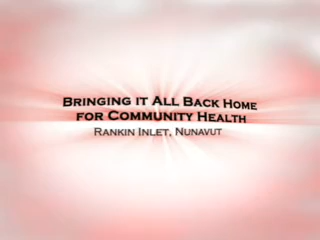 Bringing it All Back Home
for Community Health
Rankin Inlet, Nunavut